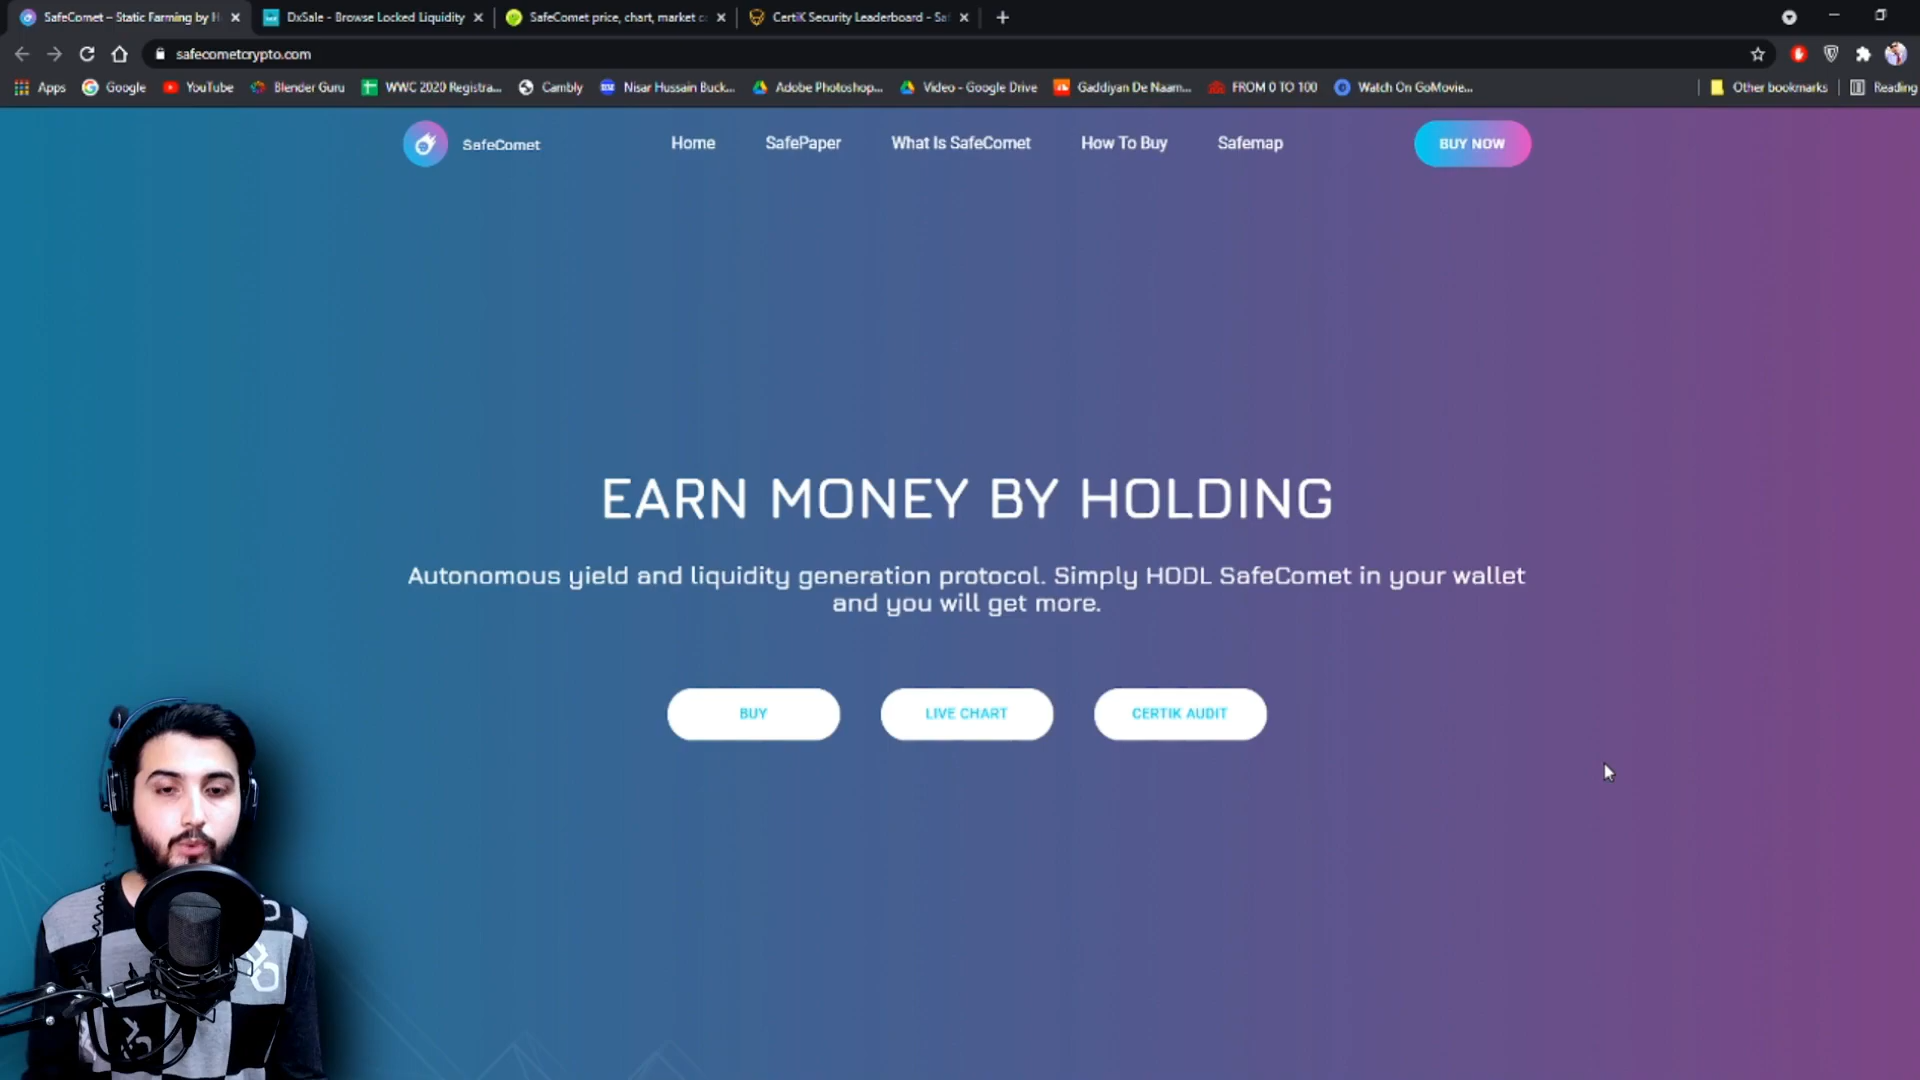 SafeComet – Static Farming by H
DxSale - Browse Locked Liquidity
SafeComet price, chart, market c
CertiK Security Leaderboard - Sa
safecometcrypto.com
Apps
Google
YouTube
Blender Guru
WWC 2020 Registra...
Cambly
Nisar Hussain Buck...
Adobe Photoshop...
Video - Google Drive
Gaddiyan De Naam...
FROM 0 TO 100
Watch On GoMovie...
Other bookmarks
Reading
SafeComet
Home
SafePaper
What Is SafeComet
How To Buy
Safemap
BUY NOW
EARN MONEY BY HOLDING
Autonomous yield and liquidity generation protocol. Simply HODL SafeComet in your wallet
and you will get more.
BUY
LIVE CHART
CERTIK AUDIT